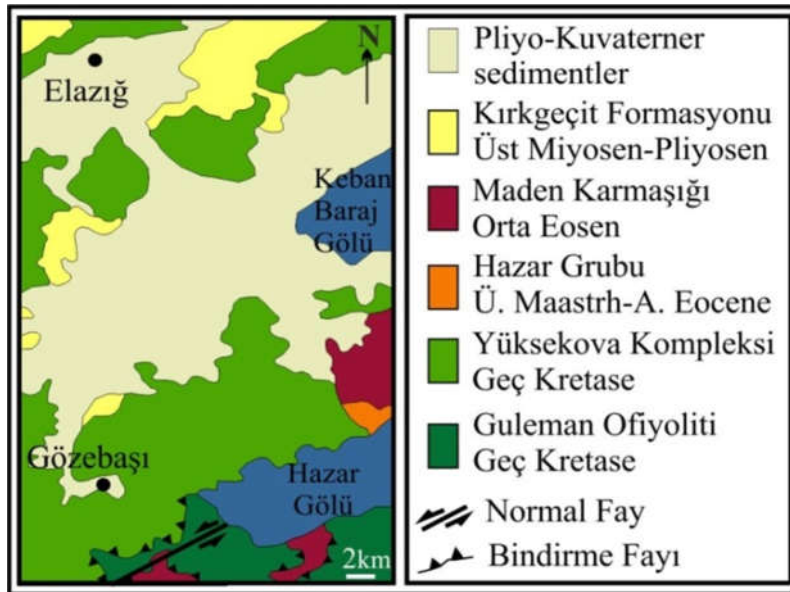 N
Elazığ
Keban
Baraj
Gölü
Gözebaşı
Hazar
Gölü
2km
Pliyo-Kuvaterner
sedimentler
Kırkgeçit Formasyonu
Üst Miyosen-Pliyosen
Maden Karmaşığı
Orta Eosen
Hazar Grubu
Ü. Maastrh-A. Eocene
Yüksekova Kompleksi
Geç Kretase
Guleman Ofiyoliti
Geç Kretase
Normal Fay
Bindirme Fayı